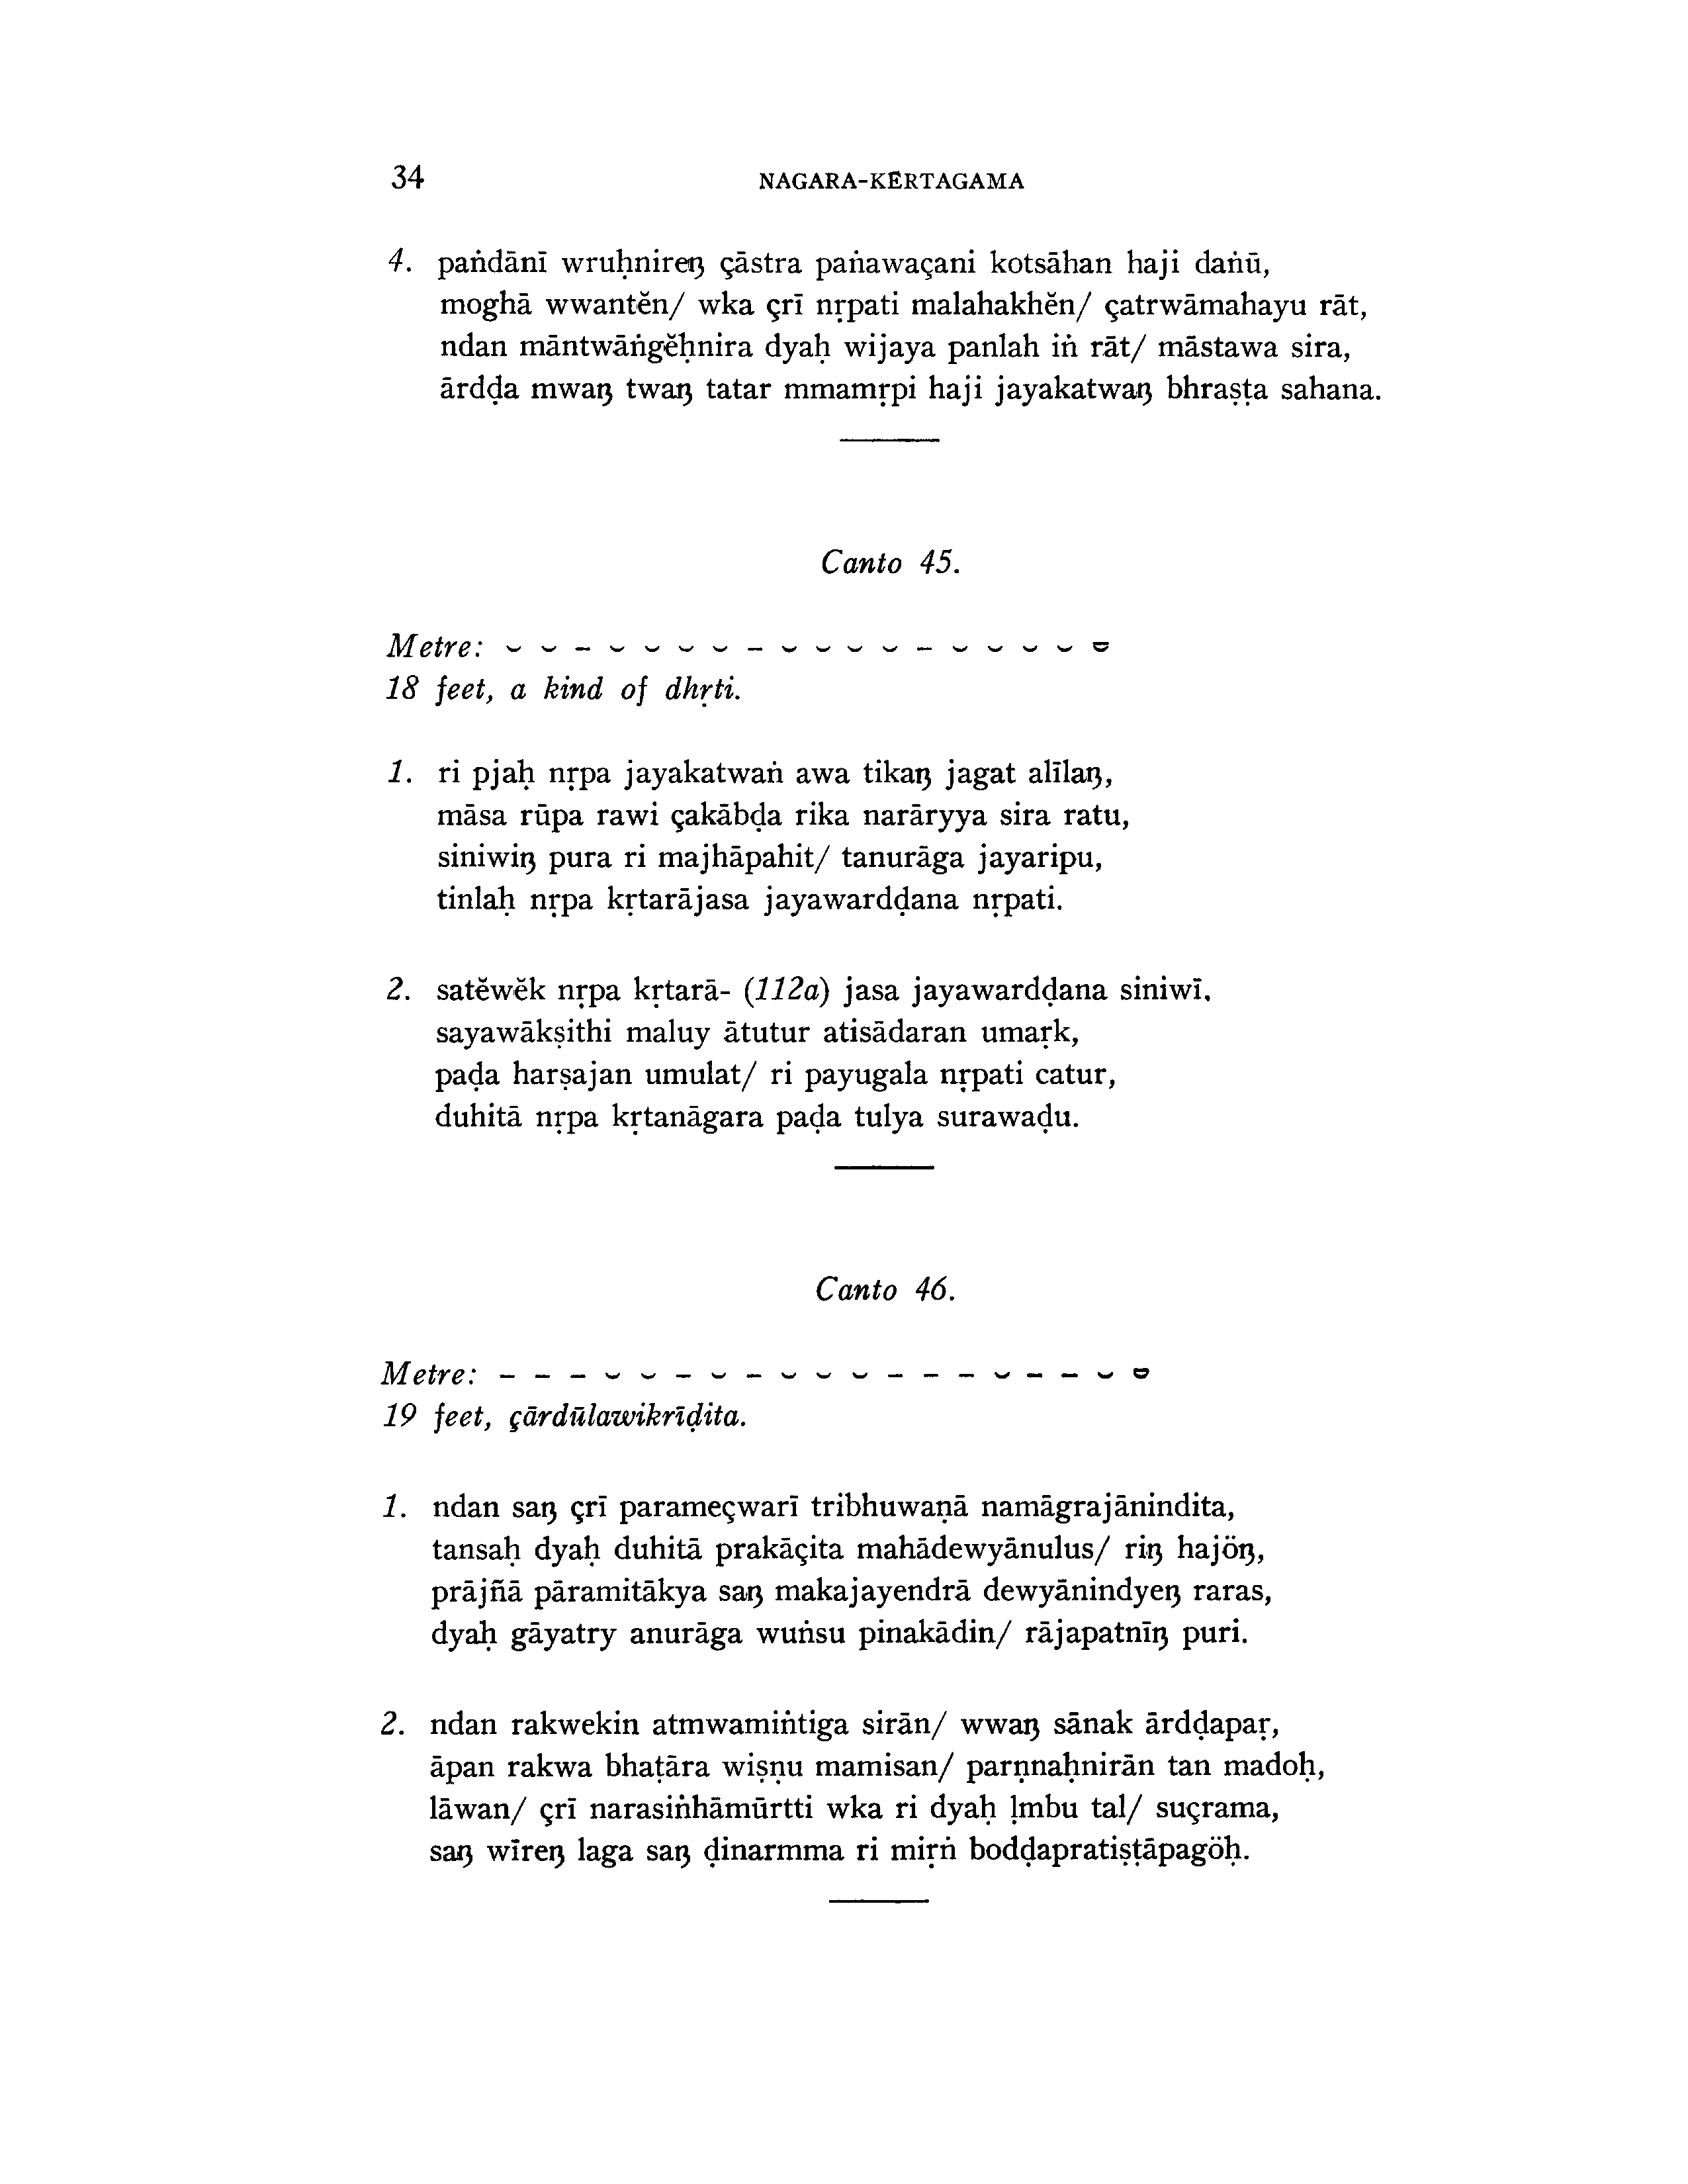 34 NAGARA-KĔRTAGAMA
4. paṅdānī wruḥnireŋ çāstra paṅawaçani kotsāhan haji daṅū,
moghā wwantĕn/ wka çrī nṛpati malahakhĕn/ çatrwāmahayu rāt,
ndan māntwāṅgĕḥnira dyaḥ wijaya panlah iṅ rāt/ māstawa sira,
ārdḍa mwaŋ twaŋ tatar mmamṛpi haji jayakatwaŋ bhraṣṭa sahana.
Canto 45.
Metre: ⏑ ⏑ – ⏑ ⏑ ⏑ ⏑ – ⏑ ⏑ ⏑ ⏑ – ⏑ ⏑ ⏑ ⏑ ⏓
18 feet, a kind of dhṛti.
1. ri pjaḥ nṛpa jayakatwaṅ awa tikaŋ jagat alīlaŋ,
māsa rūpa rawi çakābḍa rika narāryya sira ratu,
siniwiŋ pura ri majhāpahit/ tanurāga jayaripu,
tinlaḥ nṛpa kṛtarājasa jayawardḍana nṛpati.
2. satĕwĕk nṛpa kṛtarā- (112a) jasa jayawardḍana siniwī,
sayawākṣithi maluy ātutur atisādaran umaṛk,
paḍa harṣajan umulat/ ri payugala nṛpati catur,
duhitā nṛpa kṛtanāgara paḍa tulya surawaḍu.
Canto 46.
Metre: – – – ⏑ ⏑ – ⏑ – ⏑ ⏑ ⏑ – – – ⏑ – – ⏑ ⏓
19 feet, çārdūlawikrīḍita.
1. ndan saŋ çrī parameçwarī tribhuwaṇā namāgrajānindita,
tansaḥ dyaḥ duhitā prakāçita mahādewyānulus/ riŋ hajöŋ,
prājñā pāramitākya saŋ makajayendrā dewyānindyeŋ raras,
dyaḥ gāyatry anurāga wuṅsu pinakādin/ rājapatnīŋ puri.
2. ndan rakwekin atmwamiṅtiga sirān/ wwaŋ sānak ārdḍapaṛ,
āpan rakwa bhaṭāra wiṣṇu mamisan/ parṇnaḥnirān tan madoḥ,
lāwan/ çrī narasiṅhāmūrtti wka ri dyaḥ ḷmbu tal/ suçrama,
saŋ wīreŋ laga saŋ ḍinarmma ri miṛṅ bodḍapratiṣṭāpagöḥ.